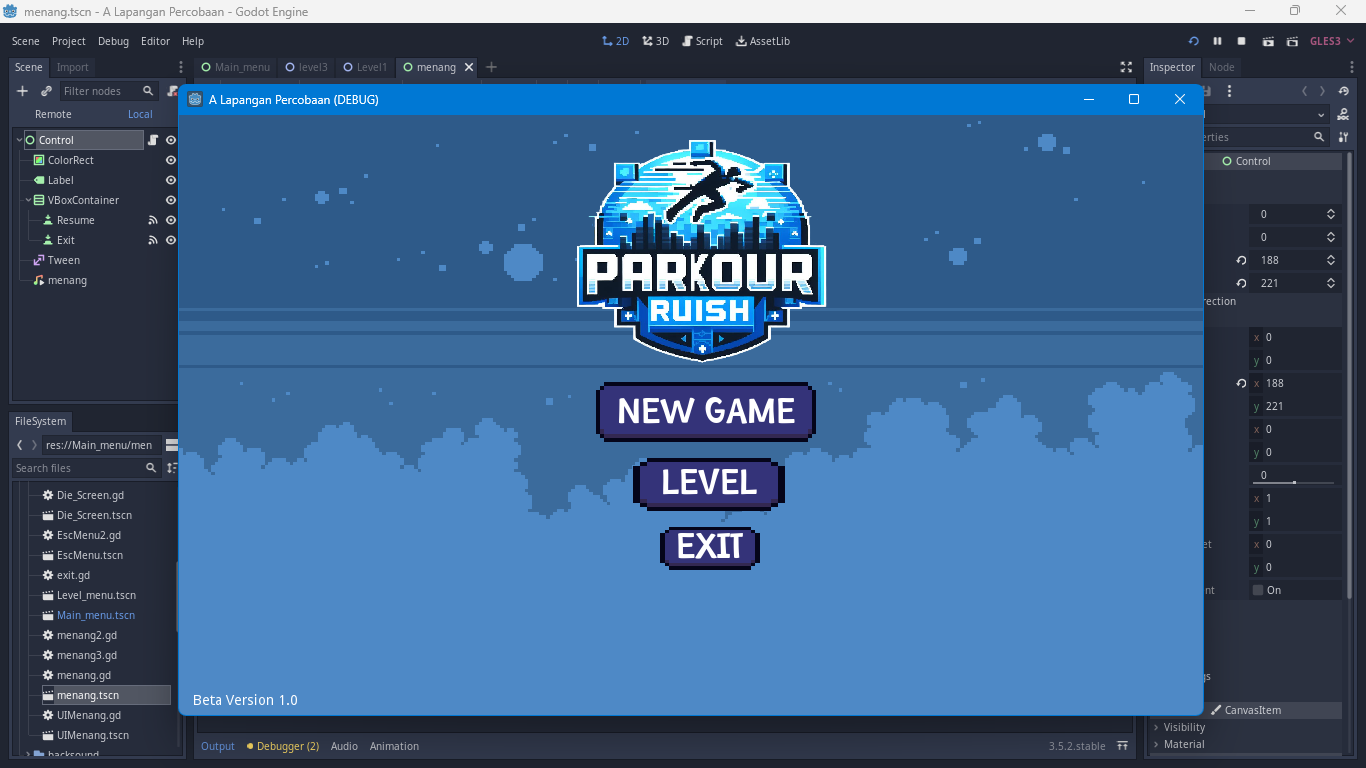 menang.tscn - A Lapangan Percobaan - Godot Engine
Scene Project Debug Editor Help
2D 3D Script AssetLib
GLES3
Scene Import
Main_menu level3 Level1 menang
Inspector Node
Filter nodes
Remote Local
Control
ColorRect
Label
VBoxContainer
Resume
Exit
Tween
menang
FileSystem
res://Main_menu/men
Search files
Die_Screen.gd
Die_Screen.tscn
EscMenu2.gd
EscMenu.tscn
exit.gd
Level_menu.tscn
Main_menu.tscn
menang2.gd
menang3.gd
menang.gd
menang.tscn
UIMenang.gd
UIMenang.tscn
backsound
A Lapangan Percobaan (DEBUG)
PARKOUR
RUISH
NEW GAME
LEVEL
EXIT
Beta Version 1.0
Output Debugger (2) Audio Animation
3.5.2.stable
erties
Control
0
0
188
221
rection
x 0
y 0
x 188
y 221
x 0
y 0
0
x 1
y 1
et x 0
y 0
nt On
gs
CanvasItem
Visibility
Material